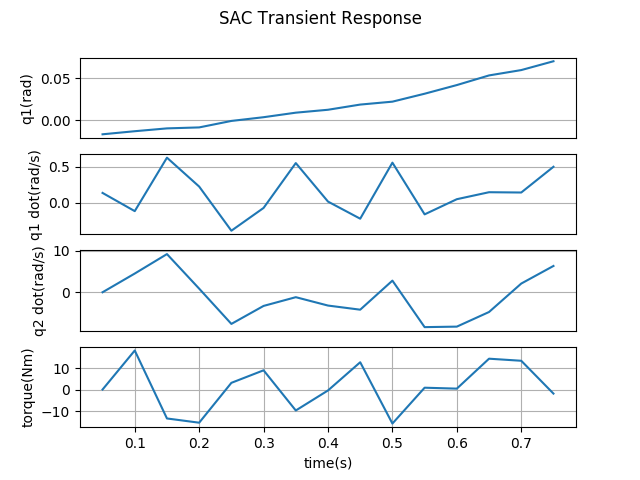 SAC Transient Response
q1(rad)
0.05
0.00
q1 dot(rad/s)
0.5
0.0
q2 dot(rad/s)
10
0
torque(Nm)
10
0
−10
0.1 0.2 0.3 0.4 0.5 0.6 0.7
time(s)